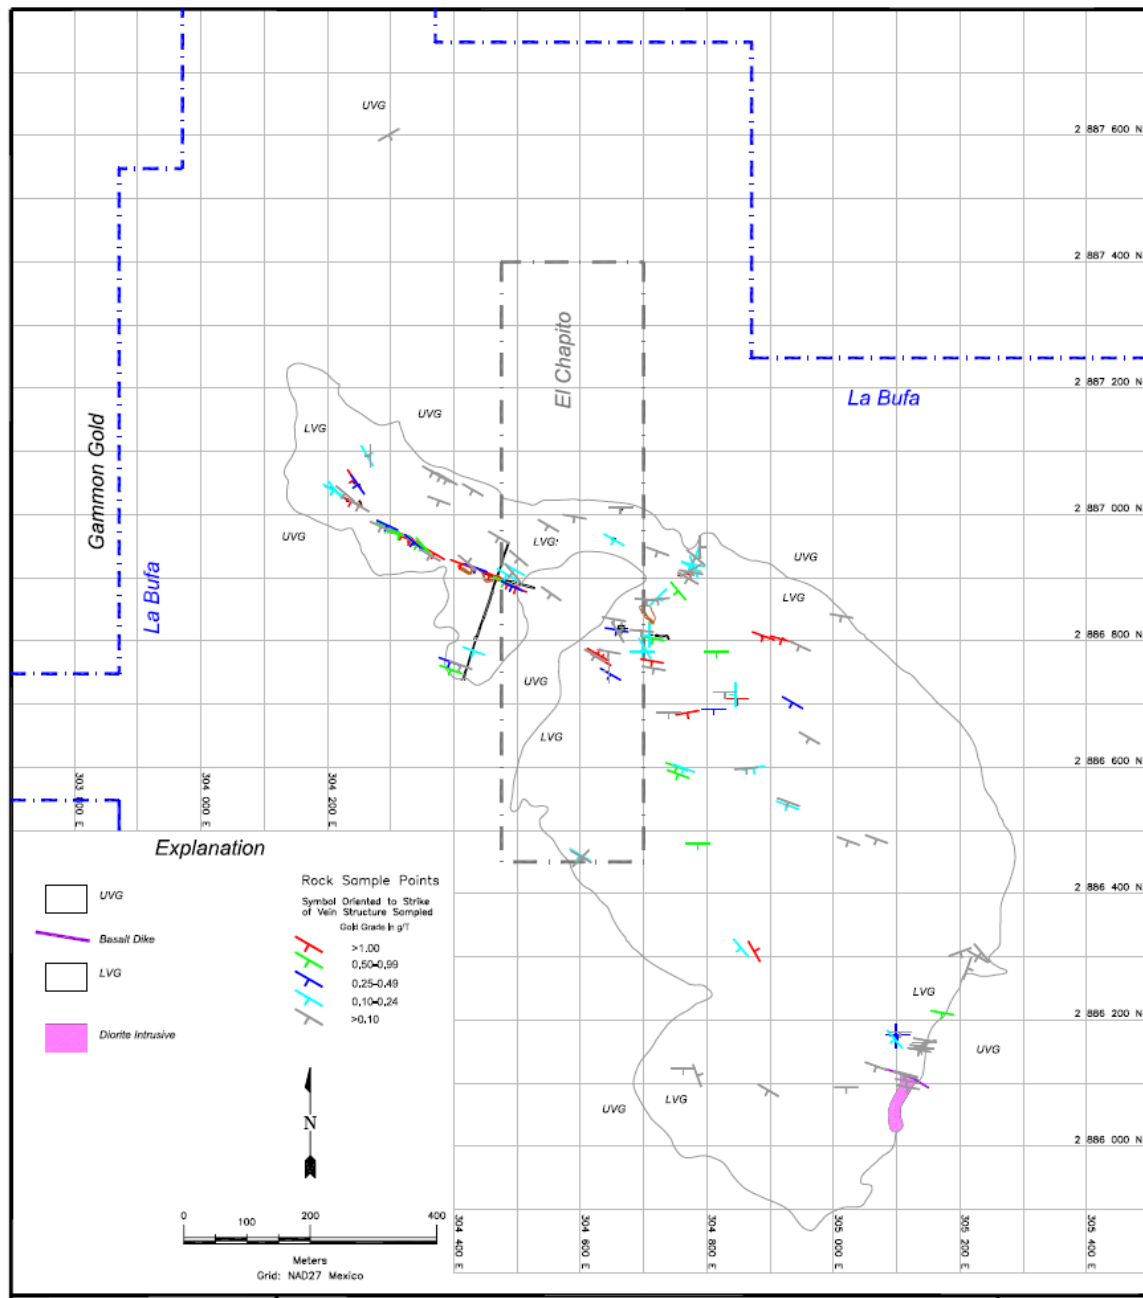 UVG
2 887 600 N
2 887 400 N
El Chapito
2 887 200 N
La Bufa
UVG
LVG
Gammon Gold
2 887 000 N
UVG
LVG
UVG
La Bufa
LVG
2 886 800 N
UVG
LVG
2 886 600 N
303 800 E
304 000 E
304 200 E
Explanation
UVG
Basalt Dike
LVG
Diorite Intrusive
Rock Sample Points
Symbol Oriented to Strike
of Vein Structure Sampled
Gold Grade in g/T
>1.00
0.50-0.99
0.25-0.49
0.10-0.24
>0.10
2 886 400 N
LVG
2 886 200 N
UVG
LVG
UVG
2 886 000 N
N
0 100 200 400
Meters
Grid: NAD27 Mexico
304 400 E
304 600 E
304 800 E
305 000 E
305 200 E
305 400 E